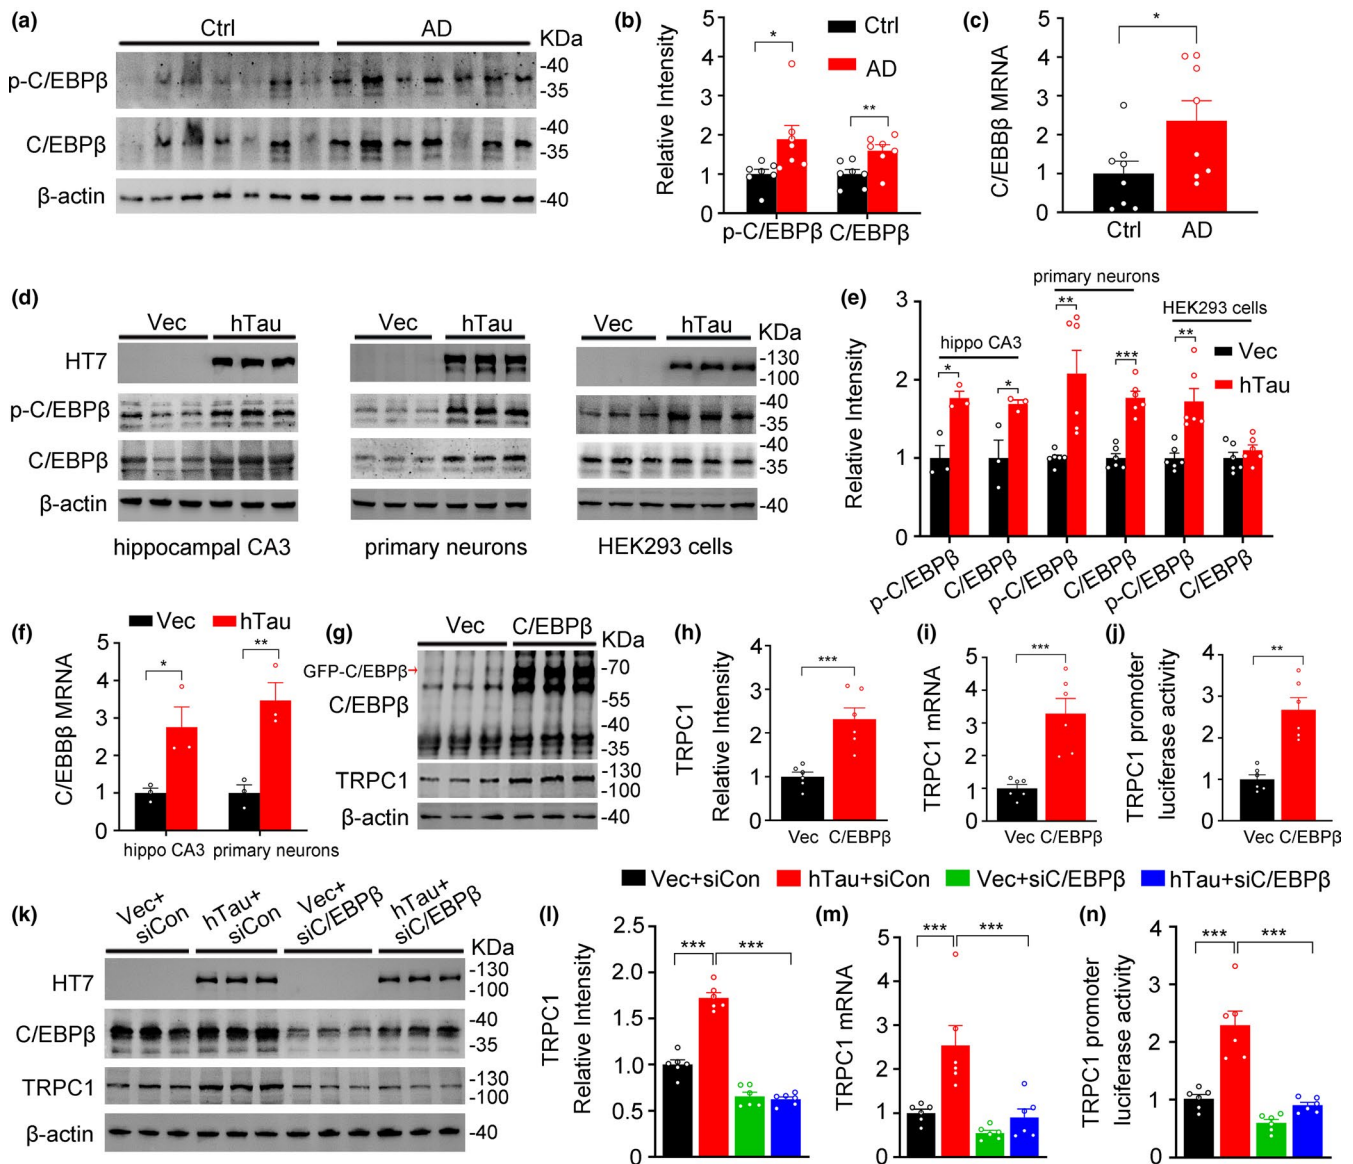 (a)
Ctrl AD KDa
p-C/EBPβ -40
-35
C/EBPβ -40
-35
β-actin -40
(b)
Relative Intensity
5
4
3
2
1
0
Ctrl
AD
* **
p-C/EBPβ C/EBPβ
(c)
C/EBBβ MRNA
5
4
3
2
1
0
*
Ctrl AD
(d)
Vec hTau Vec hTau Vec hTau KDa
HT7 -130
-100
p-C/EBPβ -40
-35
C/EBPβ -40
-35
β-actin -40
hippocampal CA3 primary neurons HEK293 cells
(e)
Relative Intensity
3
2
1
0
primary neurons
hippo CA3
HEK293 cells
Vec
hTau
* * ** *** **
p-C/EBPβ C/EBPβ p-C/EBPβ C/EBPβ p-C/EBPβ C/EBPβ
(f)
Vec hTau
C/EBBβ MRNA
5
4
3
2
1
0
* **
hippo CA3 primary neurons
(g)
Vec C/EBPβ KDa
GFP-C/EBPβ→ -70
-55
C/EBPβ
-40
-35
TRPC1 -130
-100
β-actin -40
(h)
TRPC1
Relative Intensity
4
3
2
1
0
***
Vec C/EBPβ
(i)
TRPC1 mRNA
5
4
3
2
1
0
***
Vec C/EBPβ
(j)
TRPC1 promoter
luciferase activity
4
3
2
1
0
**
Vec C/EBPβ
Vec+siCon hTau+siCon Vec+siC/EBPβ hTau+siC/EBPβ
(k)
Vec+
siCon
hTau+
siCon
Vec+
siC/EBPβ
hTau+
siC/EBPβ
KDa
HT7 -130
-100
C/EBPβ -40
-35
TRPC1 -130
-100
β-actin -40
(l)
TRPC1
Relative Intensity
2.5
2.0
1.5
1.0
0.5
0
*** ***
(m)
TRPC1 mRNA
5
4
3
2
1
0
*** ***
(n)
TRPC1 promoter
luciferase activity
4
3
2
1
0
*** ***